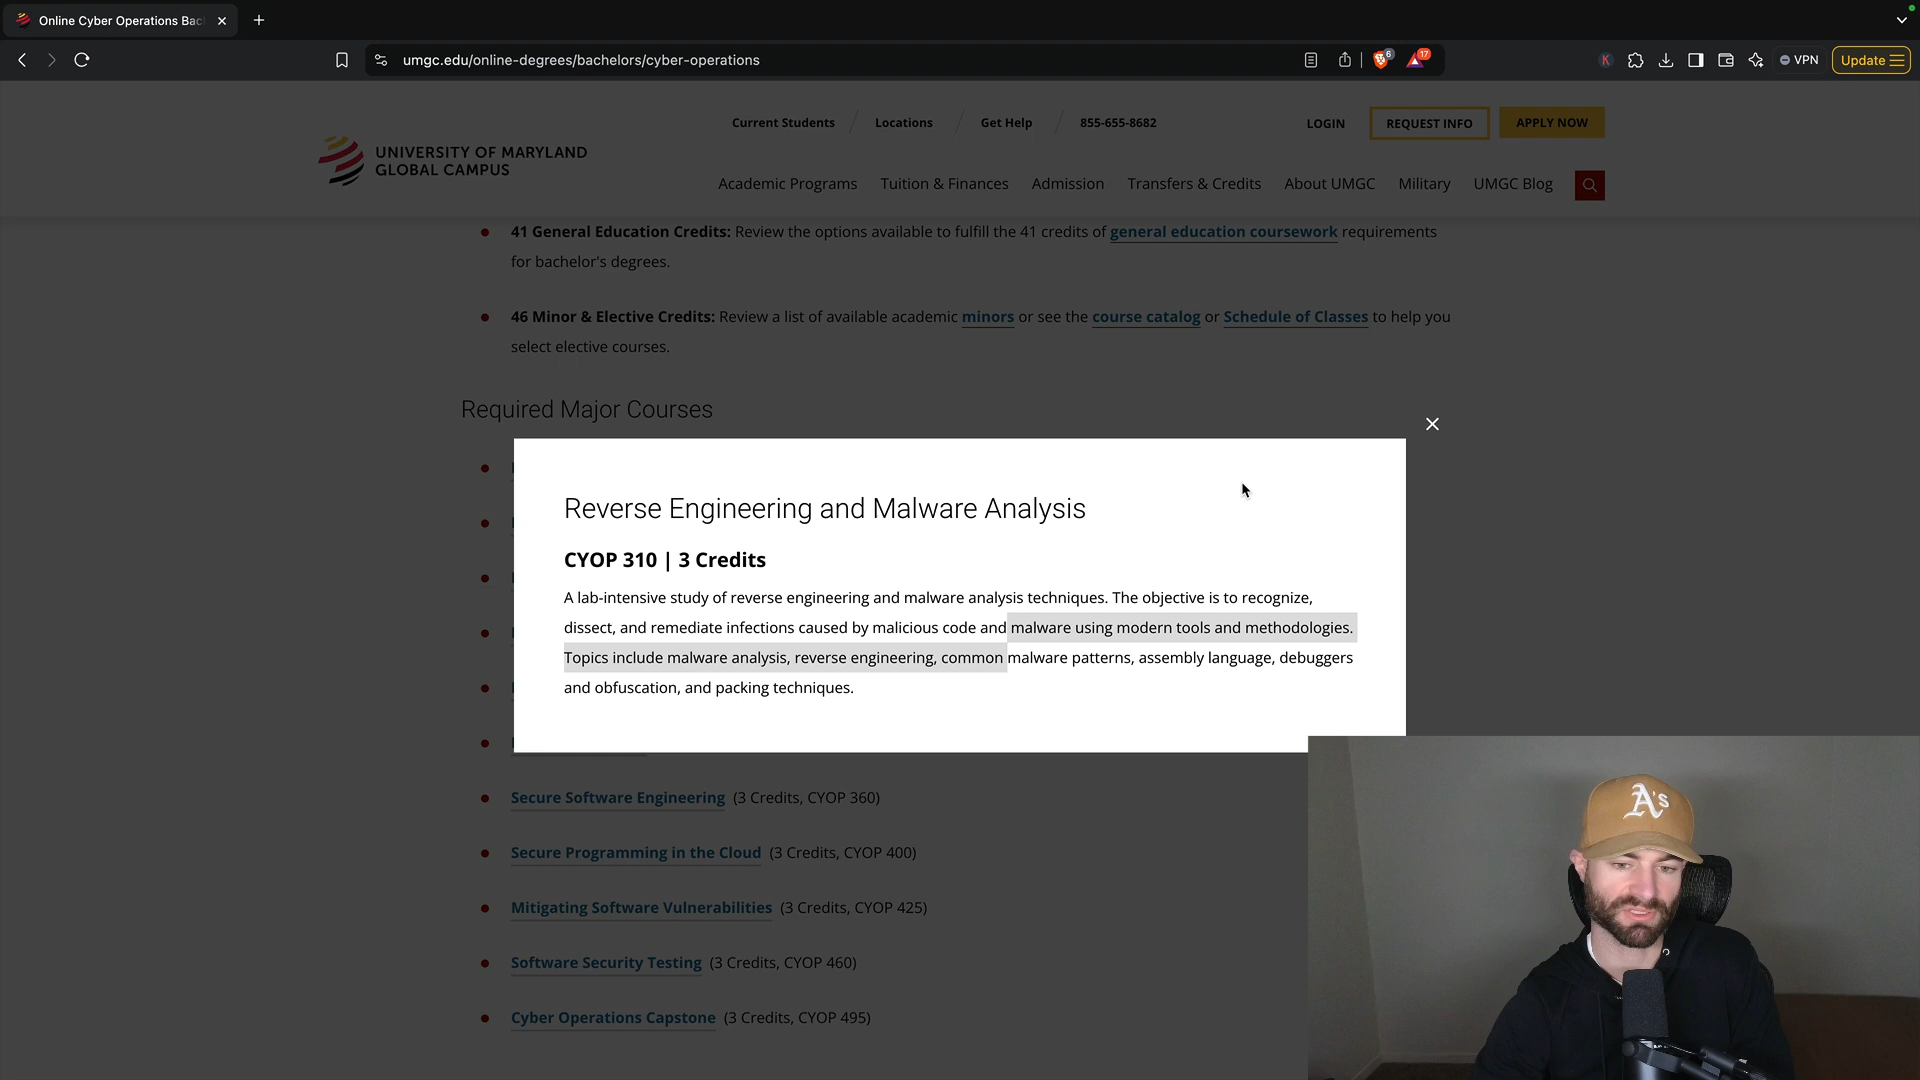 Online Cyber Operations Bac
umgc.edu/online-degrees/bachelors/cyber-operations
6
17
K
VPN
Update
Current Students
Locations
Get Help
855-655-8682
LOGIN
REQUEST INFO
APPLY NOW
UNIVERSITY OF MARYLAND
GLOBAL CAMPUS
Academic Programs
Tuition & Finances
Admission
Transfers & Credits
About UMGC
Military
UMGC Blog
41 General Education Credits: Review the options available to fulfill the 41 credits of general education coursework requirements
for bachelor's degrees.
46 Minor & Elective Credits: Review a list of available academic minors or see the course catalog or Schedule of Classes to help you
select elective courses.
Required Major Courses
Reverse Engineering and Malware Analysis
CYOP 310 | 3 Credits
A lab-intensive study of reverse engineering and malware analysis techniques. The objective is to recognize,
dissect, and remediate infections caused by malicious code and malware using modern tools and methodologies.
Topics include malware analysis, reverse engineering, common malware patterns, assembly language, debuggers
and obfuscation, and packing techniques.
Secure Software Engineering (3 Credits, CYOP 360)
Secure Programming in the Cloud (3 Credits, CYOP 400)
Mitigating Software Vulnerabilities (3 Credits, CYOP 425)
Software Security Testing (3 Credits, CYOP 460)
Cyber Operations Capstone (3 Credits, CYOP 495)
A's